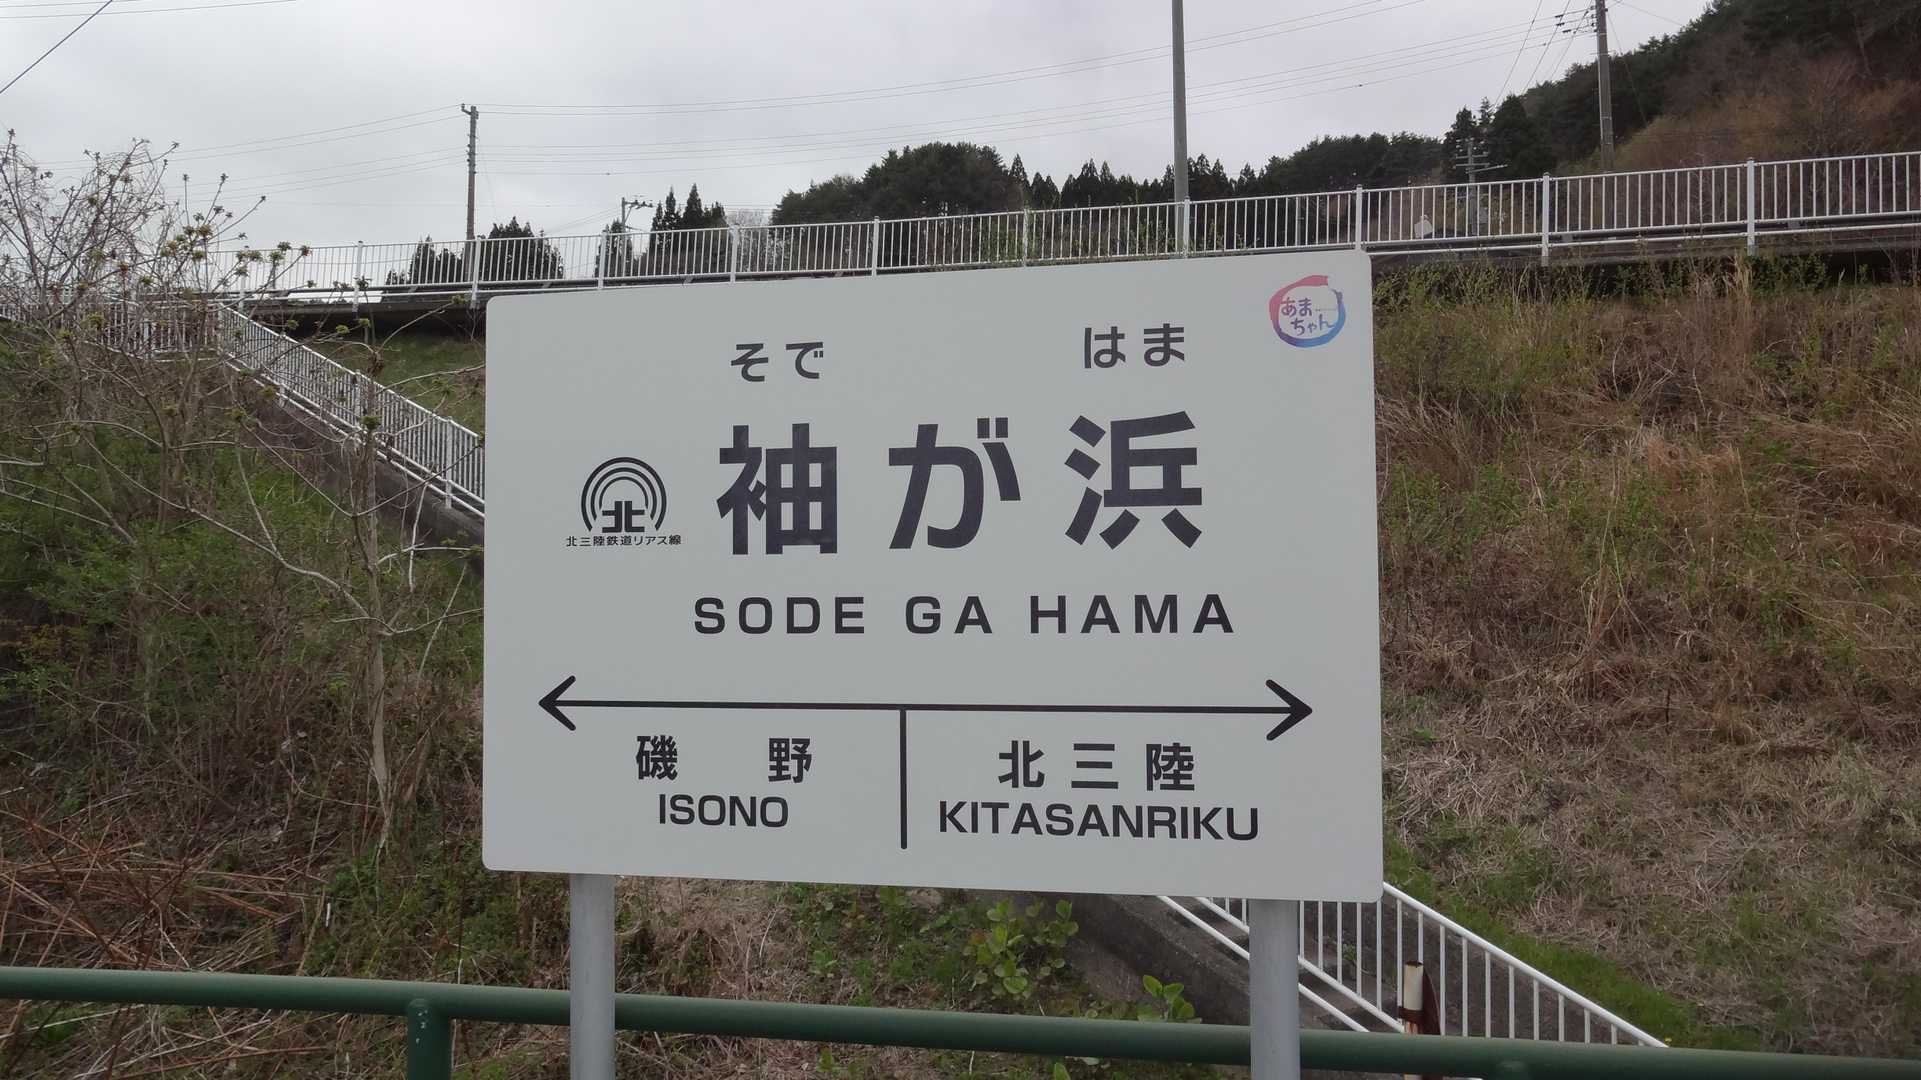 あま
ちゃん
そで はま
袖が浜
北
北三陸鉄道リアス線
SODE GA HAMA
磯野 北三陸
ISONO KITASANRIKU